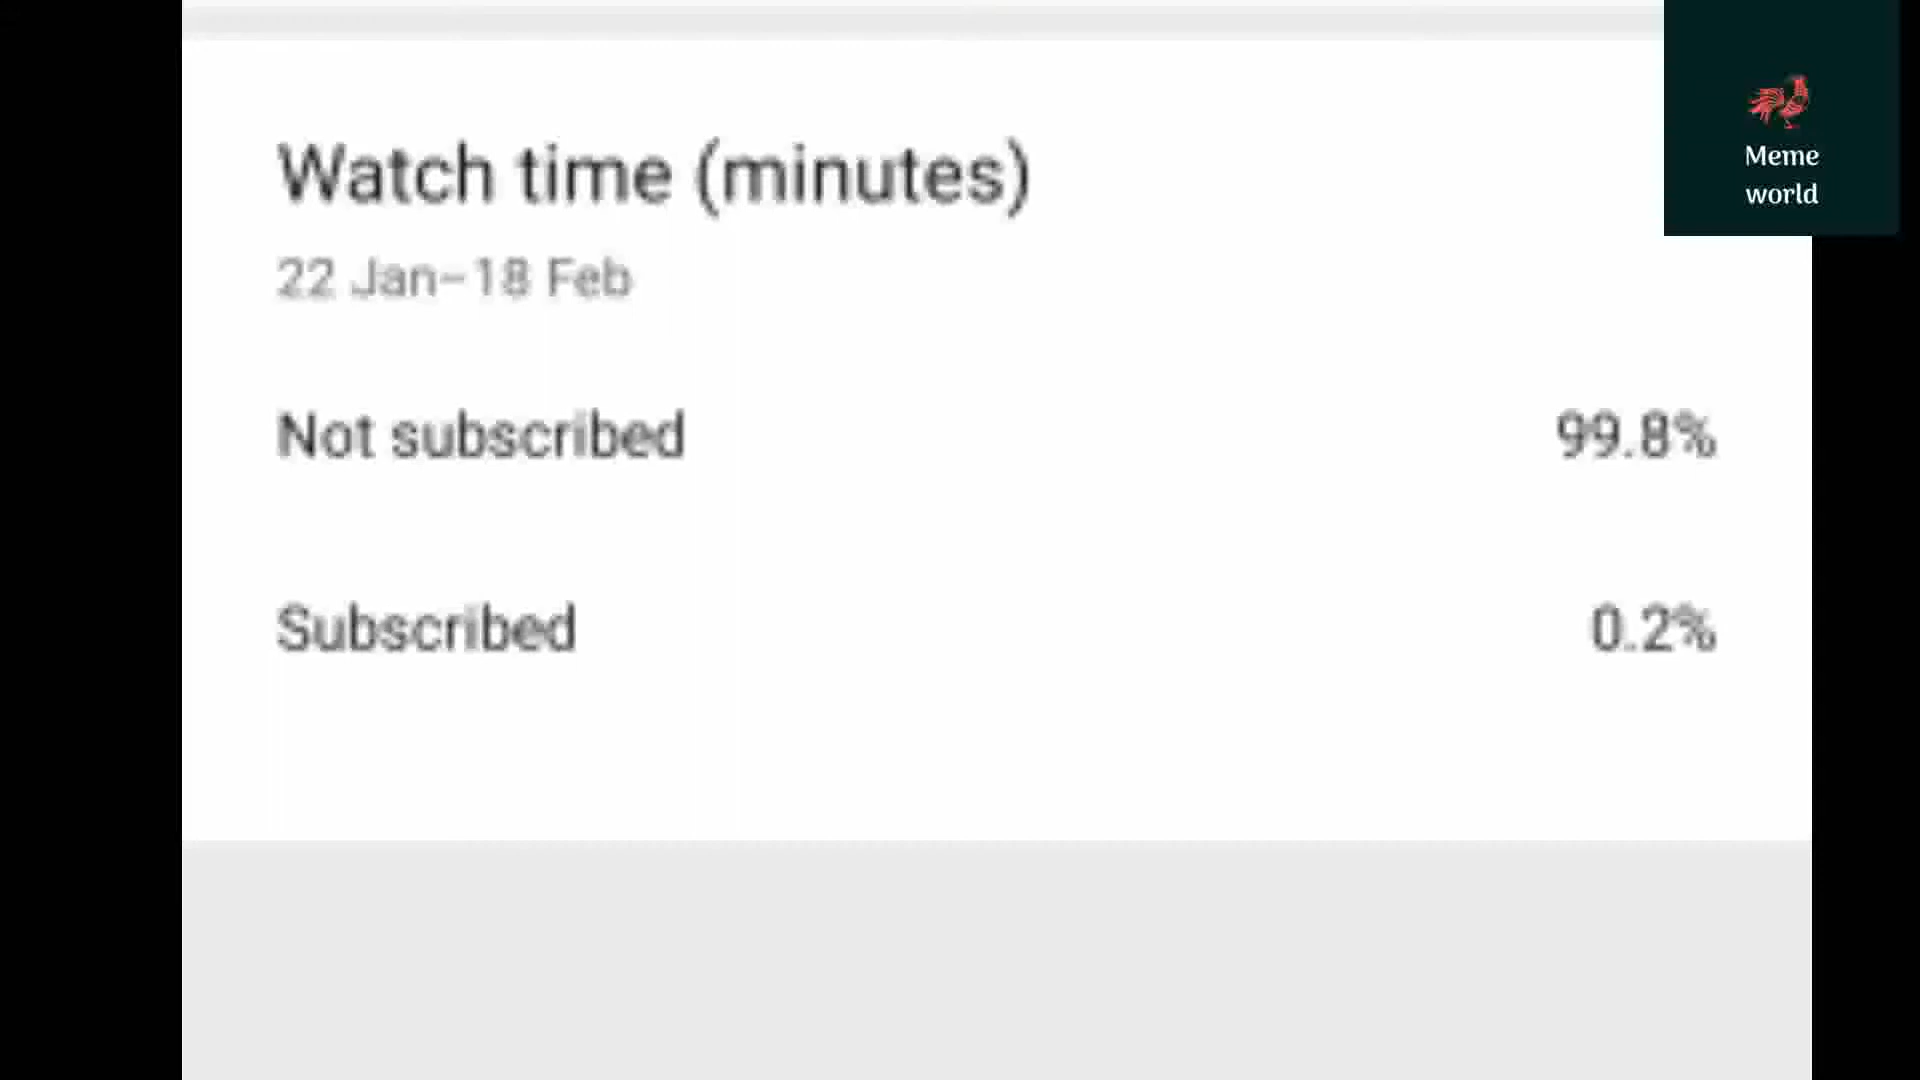 Watch time (minutes)
22 Jan–18 Feb
Not subscribed 99.8%
Subscribed 0.2%
Meme
world